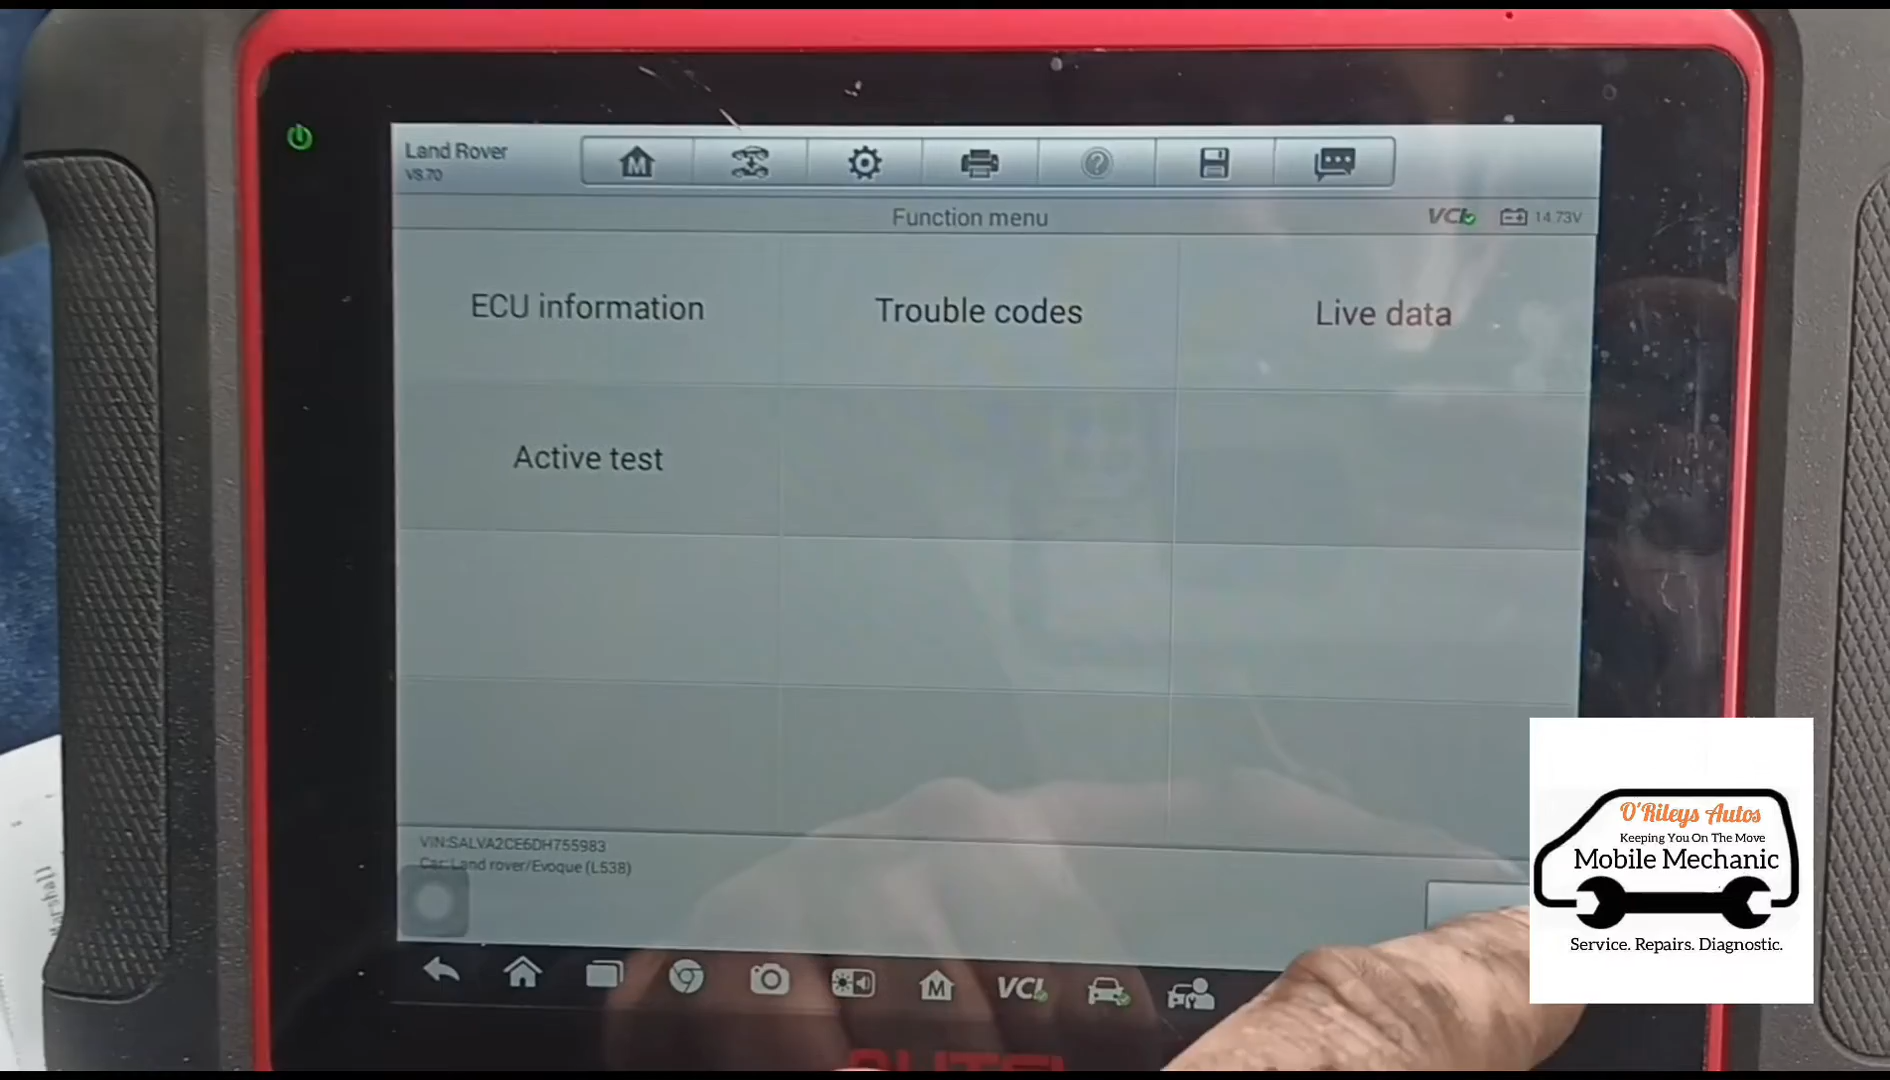 Land Rover
V8.70
Function menu
VCI
14.73V
ECU information
Trouble codes
Live data
Active test
VIN:SALVA2CE6DH755983
Car: Land rover/Evoque (L538)
M
VCI
AUTEL
O'Rileys Autos
Keeping You On The Move
Mobile Mechanic
Service. Repairs. Diagnostic.